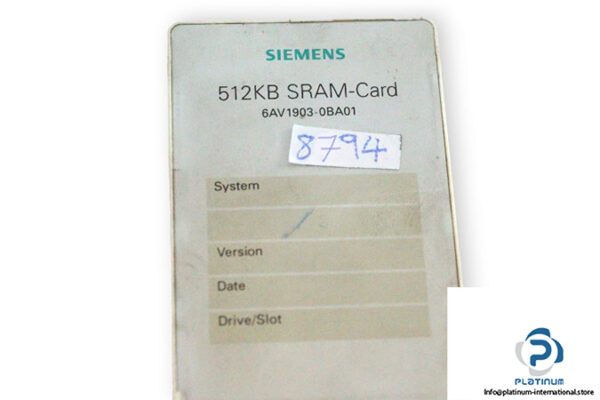 SIEMENS
512KB SRAM-Card
6AV1903-0BA01
8794
System
Version
Date
Drive/Slot
PLATINUM
info@platinum-international.store